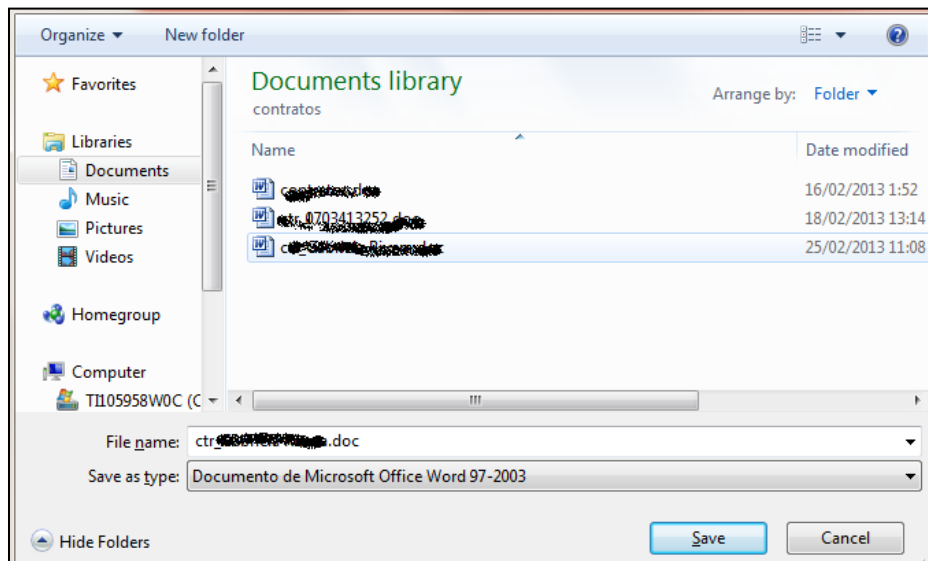 Organize New folder
Favorites
Libraries
Documents
Music
Pictures
Videos
Homegroup
Computer
TI105958W0C (C
Documents library
contratos
Arrange by: Folder
Name Date modified
16/02/2013 1:52
18/02/2013 13:14
25/02/2013 11:08
File name: ctr_ .doc
Save as type: Documento de Microsoft Office Word 97-2003
Hide Folders Save Cancel